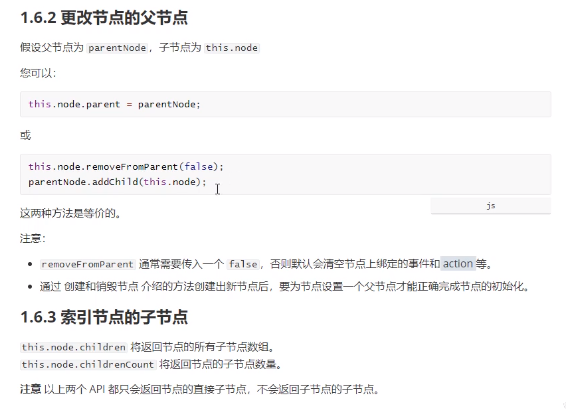 1.6.2 更改节点的父节点
假设父节点为 parentNode，子节点为 this.node
您可以：
this.node.parent = parentNode;
或
this.node.removeFromParent(false);
parentNode.addChild(this.node);
js
这两种方法是等价的。
注意：
• removeFromParent 通常需要传入一个 false，否则默认会清空节点上绑定的事件和 action 等。
• 通过 创建和销毁节点 介绍的方法创建出新节点后，要为节点设置一个父节点才能正确完成节点的初始化。
1.6.3 索引节点的子节点
this.node.children 将返回节点的所有子节点数组。
this.node.childrenCount 将返回节点的子节点数量。
注意 以上两个 API 都只会返回节点的直接子节点，不会返回子节点的子节点。